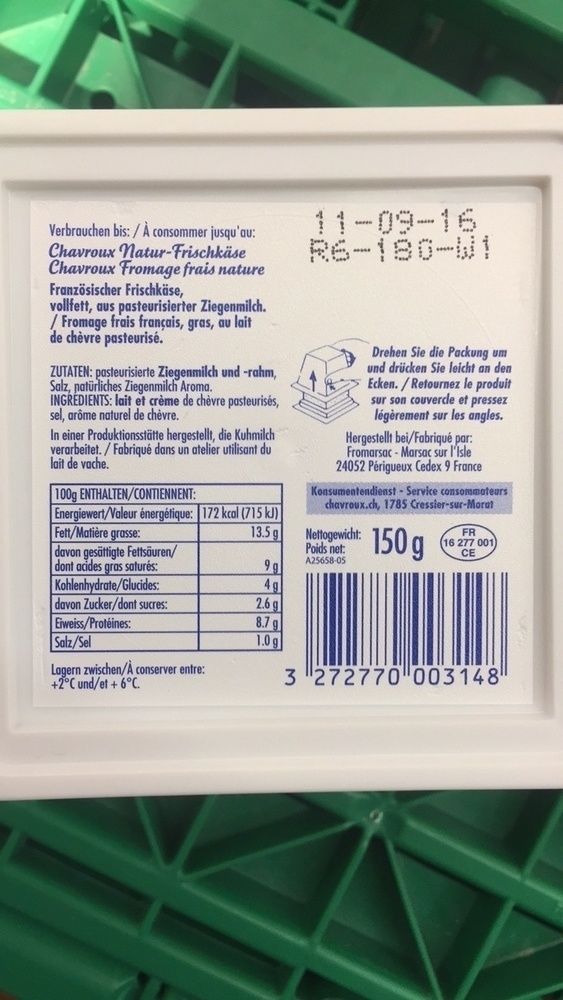 Verbrauchen bis: / À consommer jusqu'au:
11-09-16
R6-180-W1
Chavroux Natur-Frischkäse
Chavroux Fromage frais nature
Französischer Frischkäse,
vollfett, aus pasteurisierter Ziegenmilch.
/ Fromage frais français, gras, au lait
de chèvre pasteurisé.
ZUTATEN: pasteurisierte Ziegenmilch und -rahm,
Salz, natürliches Ziegenmilch Aroma.
INGRÉDIENTS: lait et crème de chèvre pasteurisés,
sel, arôme naturel de chèvre.
In einer Produktionsstätte hergestellt, die Kuhmilch
verarbeitet. / Fabriqué dans un atelier utilisant du
lait de vache.
100g ENTHALTEN/CONTIENNENT:
Energiewert/Valeur énergétique: 172 kcal (715 kJ)
Fett/Matière grasse: 13.5 g
davon gesättigte Fettsäuren/
dont acides gras saturés: 9 g
Kohlenhydrate/Glucides: 4 g
davon Zucker/dont sucres: 2.6 g
Eiweiss/Protéines: 8.7 g
Salz/Sel 1.0 g
Lagern zwischen/À conserver entre:
+2°C und/et + 6°C.
Drehen Sie die Packung um
und drücken Sie leicht an den
Ecken. / Retournez le produit
sur son couvercle et pressez
légèrement sur les angles.
Hergestellt bei/Fabriqué par:
Fromarsac - Marsac sur l'Isle
24052 Périgueux Cedex 9 France
Konsumentendienst - Service consommateurs
chavroux.ch, 1785 Cressier-sur-Morat
Nettogewicht:
Poids net:
A25658-05
150 g
FR
16 277 001
CE
3 272770 003148